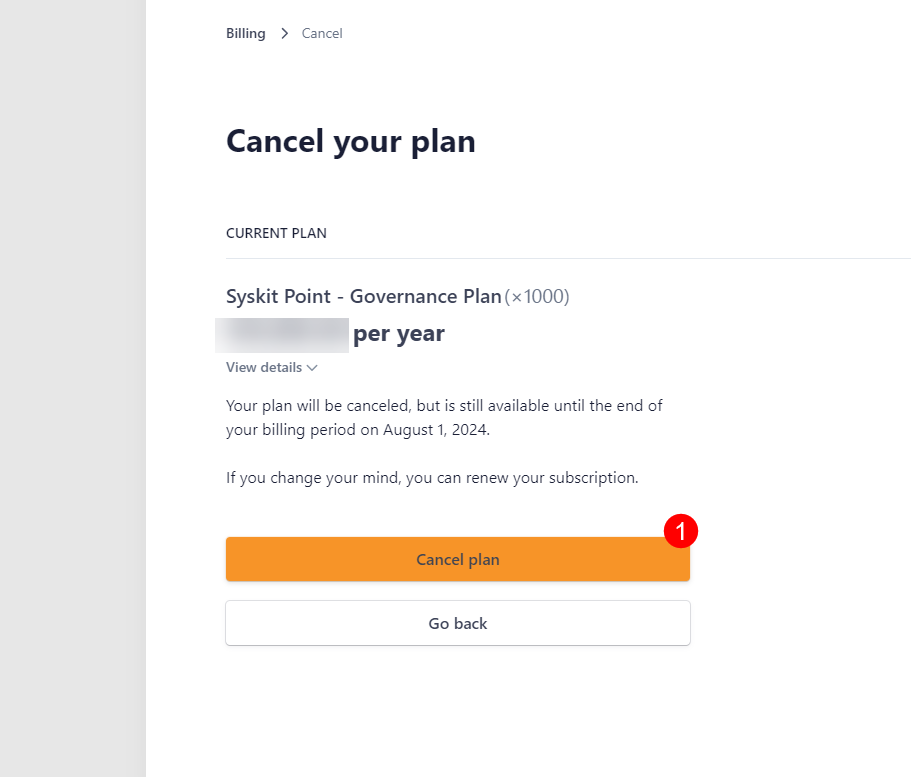 Billing > Cancel
Cancel your plan
CURRENT PLAN
Syskit Point - Governance Plan (×1000)
per year
View details
Your plan will be canceled, but is still available until the end of
your billing period on August 1, 2024.
If you change your mind, you can renew your subscription.
1
Cancel plan
Go back